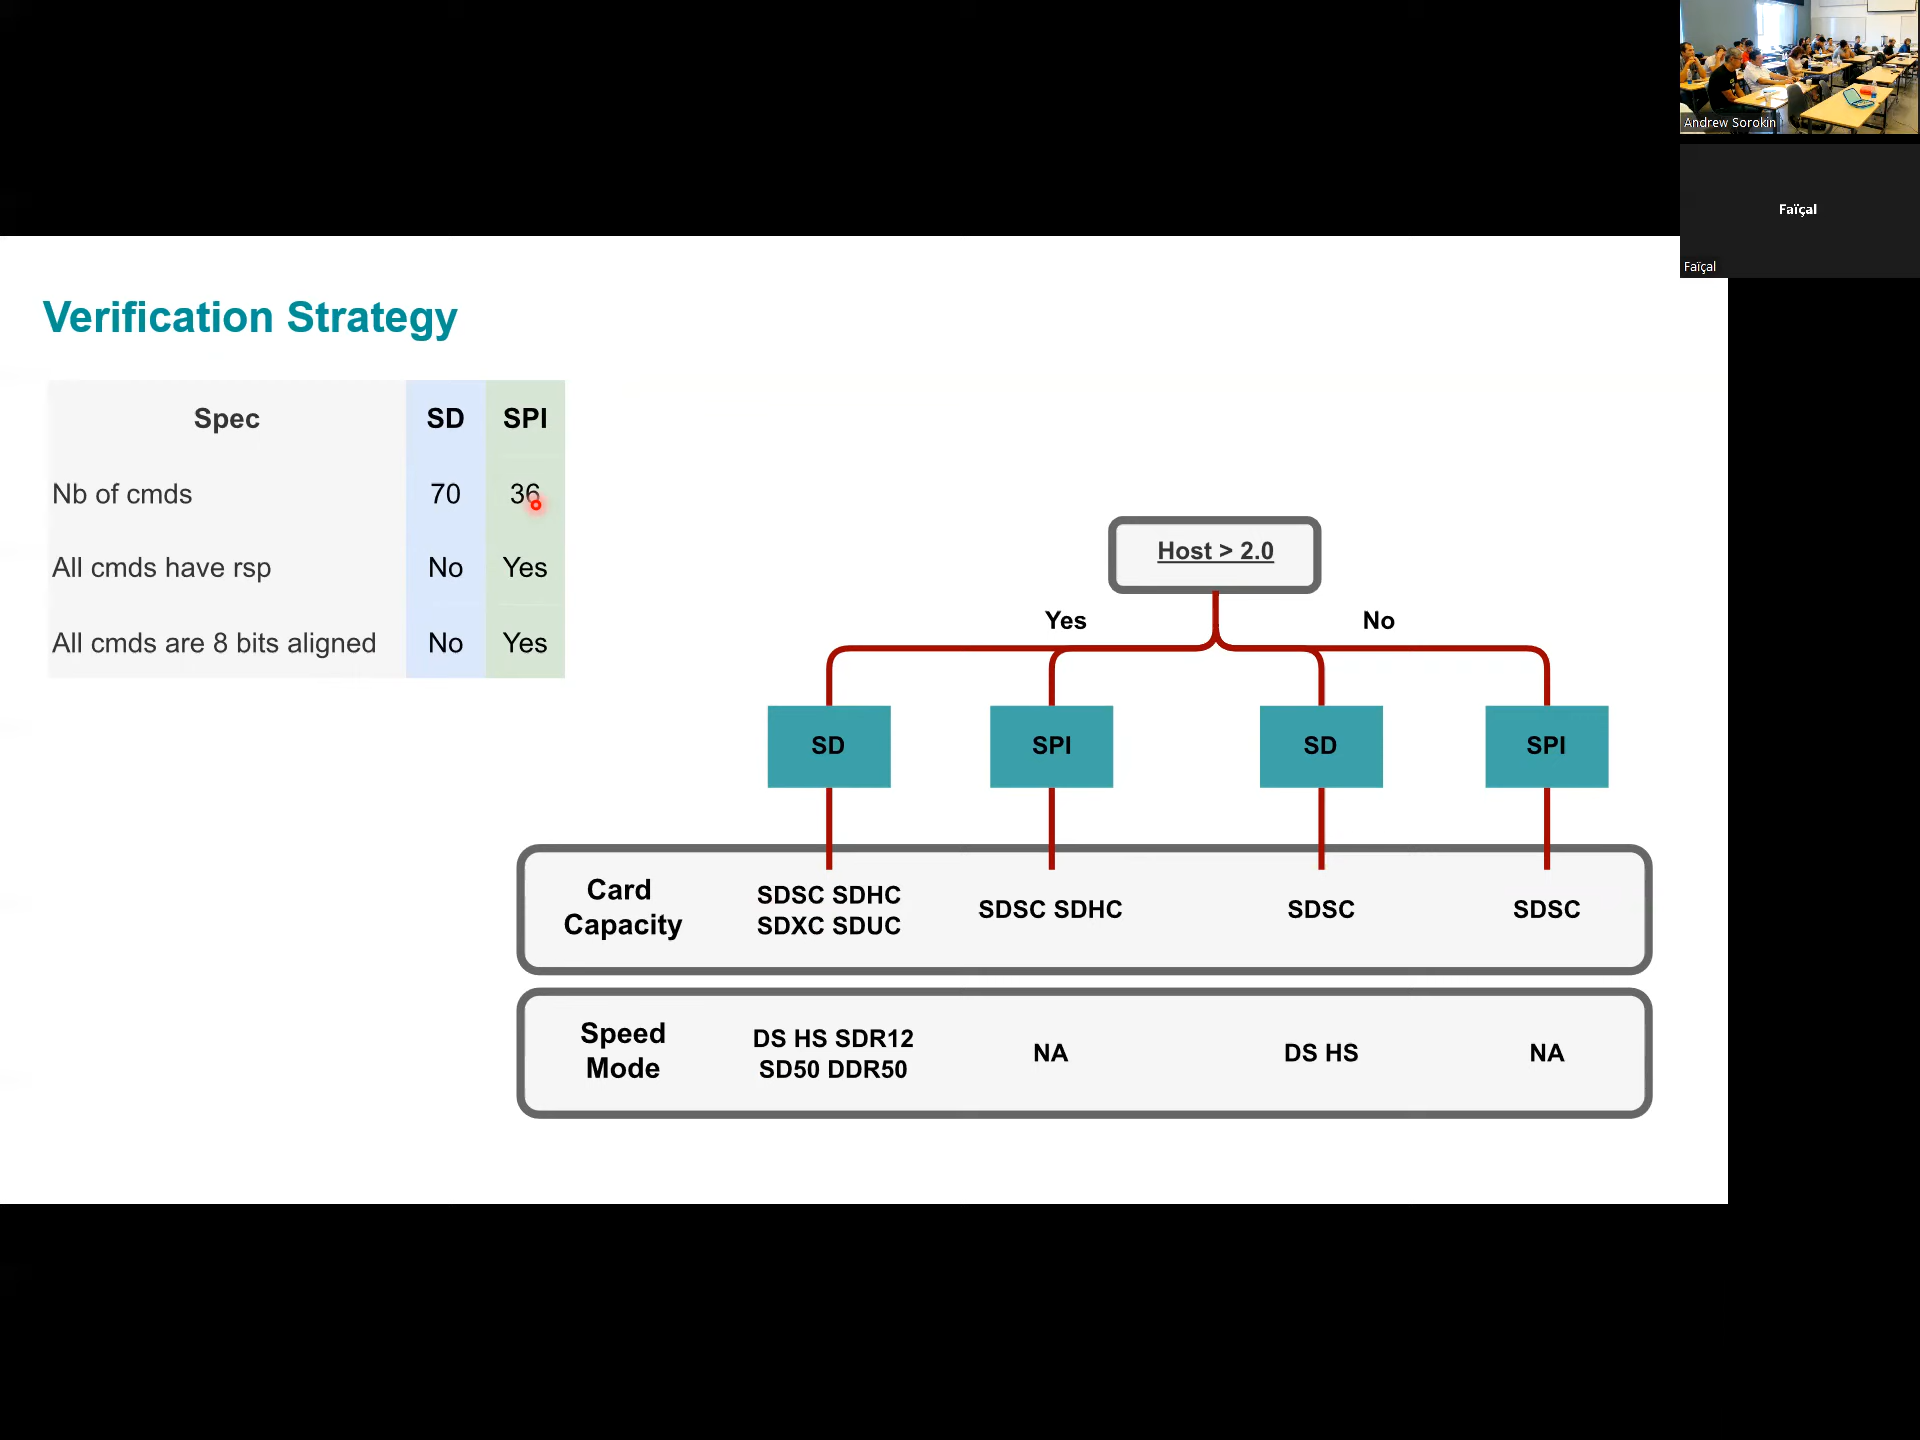 Andrew Sorokin
Faïçal
Faïçal
Verification Strategy
Spec SD SPI
Nb of cmds 70 36
All cmds have rsp No Yes
All cmds are 8 bits aligned No Yes
Host > 2.0
Yes No
SD SPI SD SPI
Card
Capacity
SDSC SDHC
SDXC SDUC
SDSC SDHC
SDSC
SDSC
Speed
Mode
DS HS SDR12
SD50 DDR50
NA
DS HS
NA